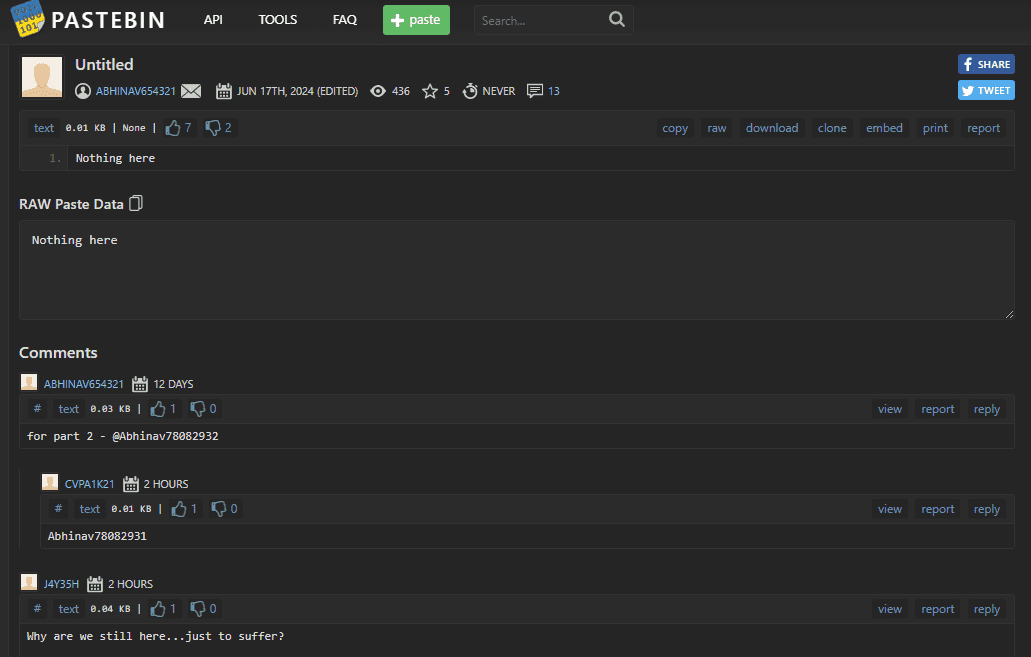 PASTEBIN API TOOLS FAQ + paste Search...
Untitled SHARE
ABHINAV654321 JUN 17TH, 2024 (EDITED) 436 5 NEVER 13 TWEET
text 0.01 KB | None | 7 2 copy raw download clone embed print report
1. Nothing here
RAW Paste Data
Nothing here
Comments
ABHINAV654321 12 DAYS
# text 0.03 KB | 1 0 view report reply
for part 2 - @Abhinav78082932
CVPA1K21 2 HOURS
# text 0.01 KB | 1 0 view report reply
Abhinav78082931
J4Y35H 2 HOURS
# text 0.04 KB | 1 0 view report reply
Why are we still here...just to suffer?